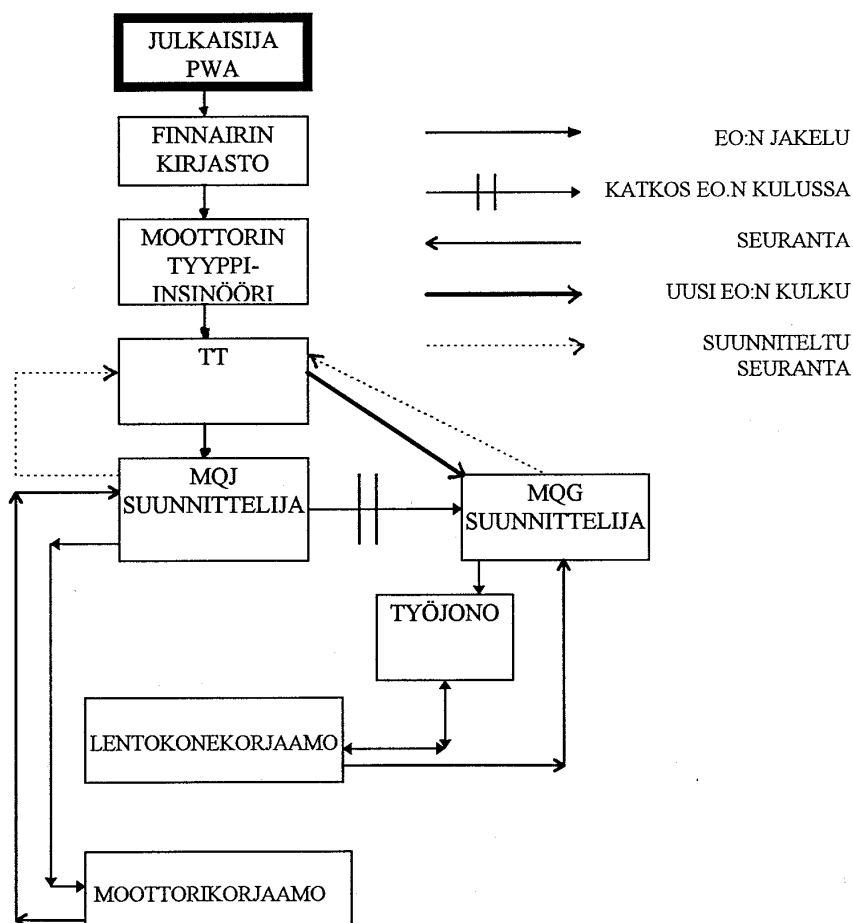 JULKAISIJA
PWA
FINNAIRIN
KIRJASTO
MOOTTORIN
TYYPPI-
INSINÖÖRI
TT
MQJ
SUUNNITTELIJA
MQG
SUUNNITTELIJA
TYÖJONO
LENTOKONEKORJAAMO
MOOTTORIKORJAAMO
EO:N JAKELU
KATKOS EO.N KULUSSA
SEURANTA
UUSI EO:N KULKU
SUUNNITELTU
SEURANTA